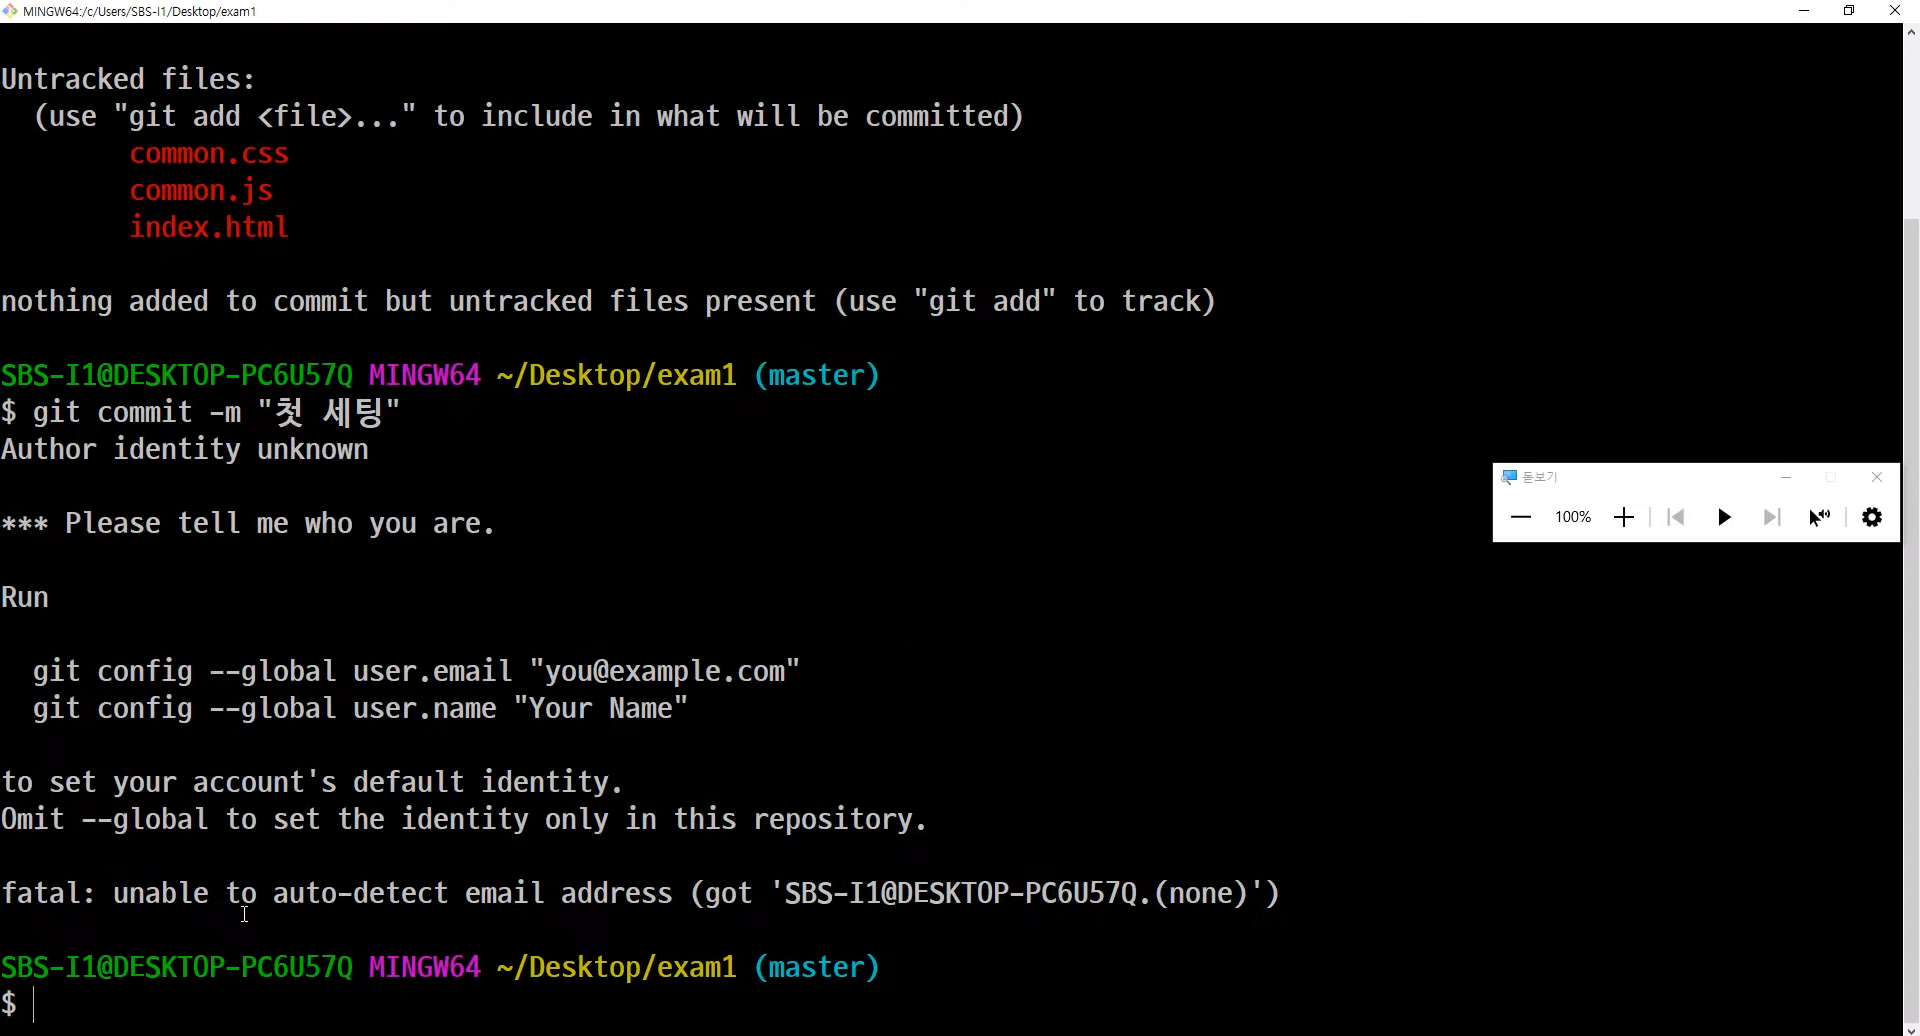 MINGW64:/c/Users/SBS-I1/Desktop/exam1
Untracked files:
  (use "git add <file>..." to include in what will be committed)
        common.css
        common.js
        index.html
nothing added to commit but untracked files present (use "git add" to track)
SBS-I1@DESKTOP-PC6U57Q MINGW64 ~/Desktop/exam1 (master)
$ git commit -m "첫 세팅"
Author identity unknown
*** Please tell me who you are.
Run
  git config --global user.email "you@example.com"
  git config --global user.name "Your Name"
to set your account's default identity.
Omit --global to set the identity only in this repository.
fatal: unable to auto-detect email address (got 'SBS-I1@DESKTOP-PC6U57Q.(none)')
SBS-I1@DESKTOP-PC6U57Q MINGW64 ~/Desktop/exam1 (master)
$
돋보기
100%